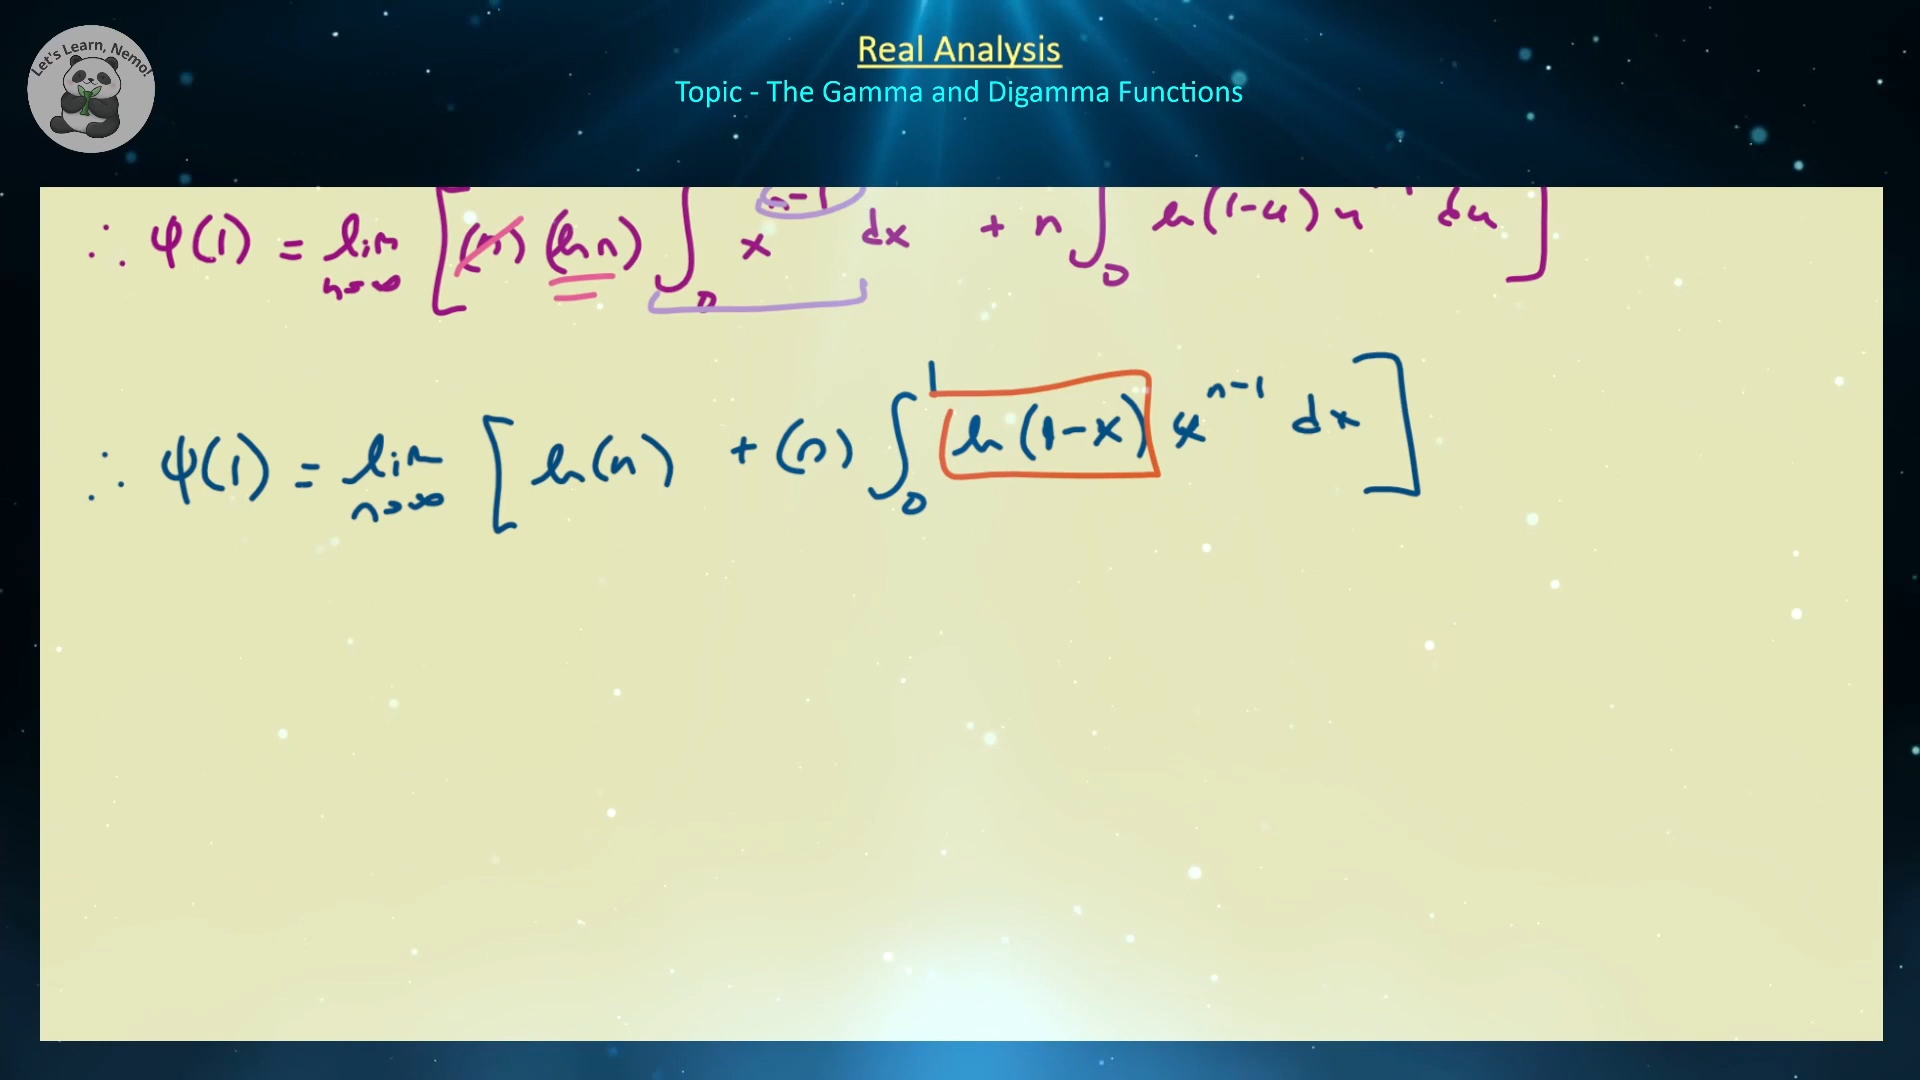 Let's Learn, Nemo!
Real Analysis
Topic - The Gamma and Digamma Functions
∴ ψ(1) = lim n→∞ [(n) (ln n) ∫₀ x^(n-1) dx + n ∫₀ ln(1-u) u du]
∴ ψ(1) = lim n→∞ [ln(n) + (n) ∫₀¹ ln(1-x) x^(n-1) dx]